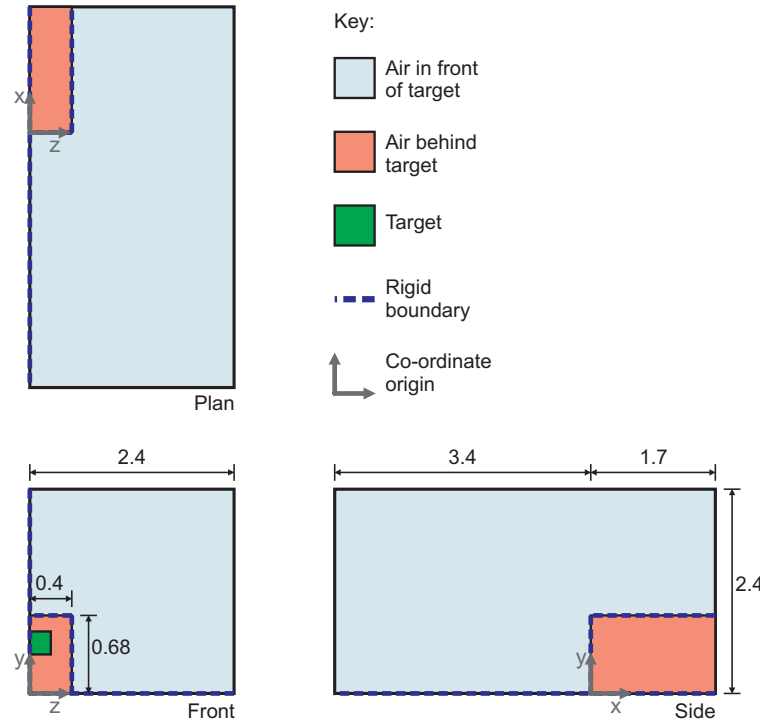 Key:
Air in front
of target
Air behind
target
Target
Rigid
boundary
Co-ordinate
origin
x
z
Plan
2.4
0.4
0.68
y
z
Front
3.4
1.7
2.4
y
x
Side